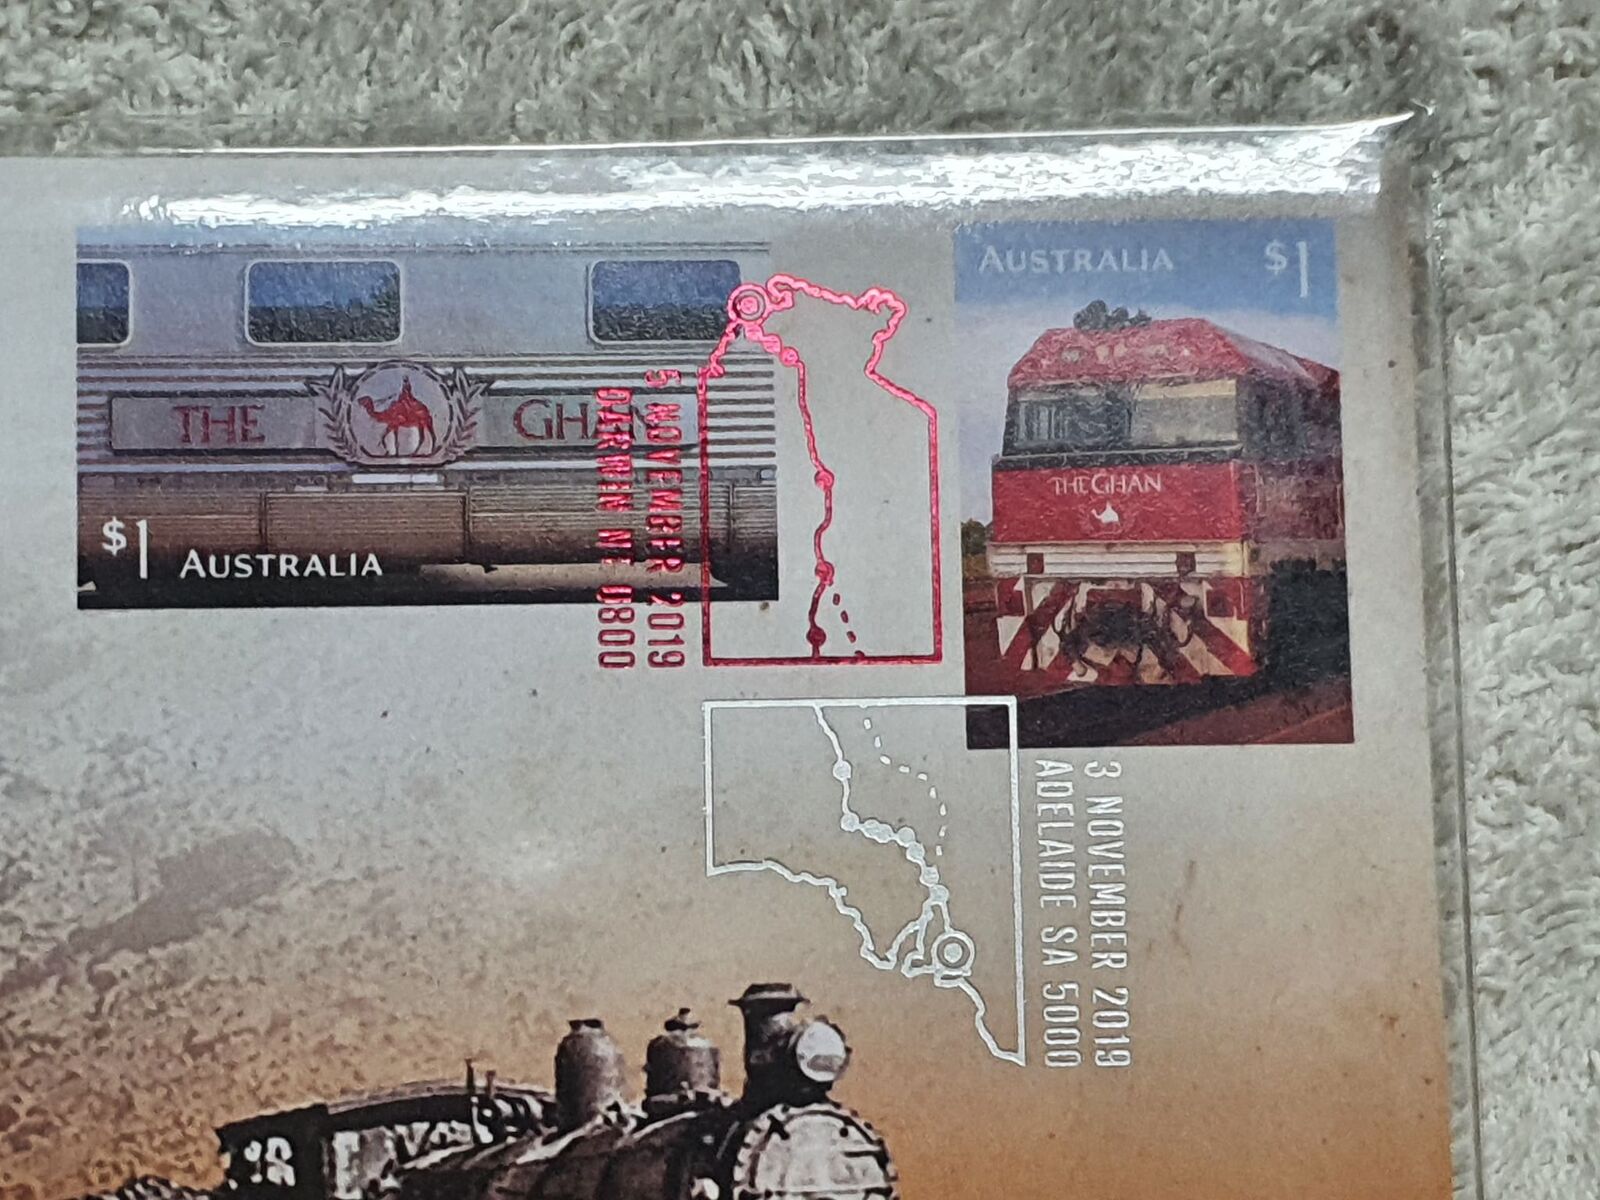 THE GHAN
$1 AUSTRALIA
5 NOVEMBER 2019
DARWIN NT 0800
AUSTRALIA $1
THE GHAN
3 NOVEMBER 2019
ADELAIDE SA 5000